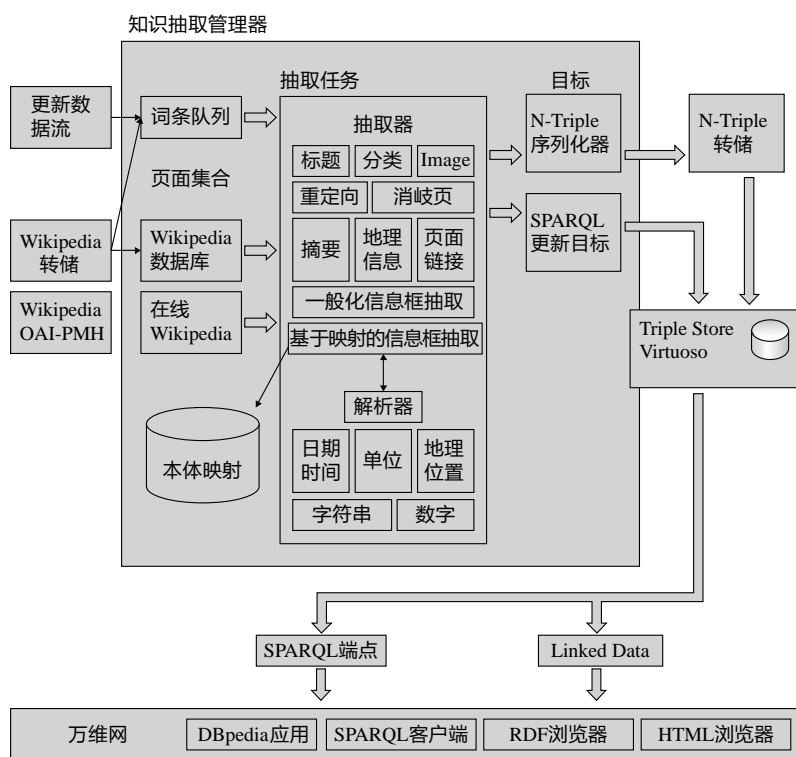 知识抽取管理器
更新数
据流
Wikipedia
转储
Wikipedia
OAI-PMH
词条队列
页面集合
Wikipedia
数据库
在线
Wikipedia
本体映射
抽取任务
抽取器
标题
分类
Image
重定向
消岐页
摘要
地理
信息
页面
链接
一般化信息框抽取
基于映射的信息框抽取
解析器
日期
时间
单位
地理
位置
字符串
数字
目标
N-Triple
序列化器
SPARQL
更新目标
N-Triple
转储
Triple Store
Virtuoso
SPARQL端点
Linked Data
万维网
DBpedia应用
SPARQL客户端
RDF浏览器
HTML浏览器